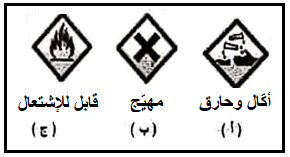 أكّال وحارق مهيّج قابل للإشتعال
(أ) (ب) (ج)